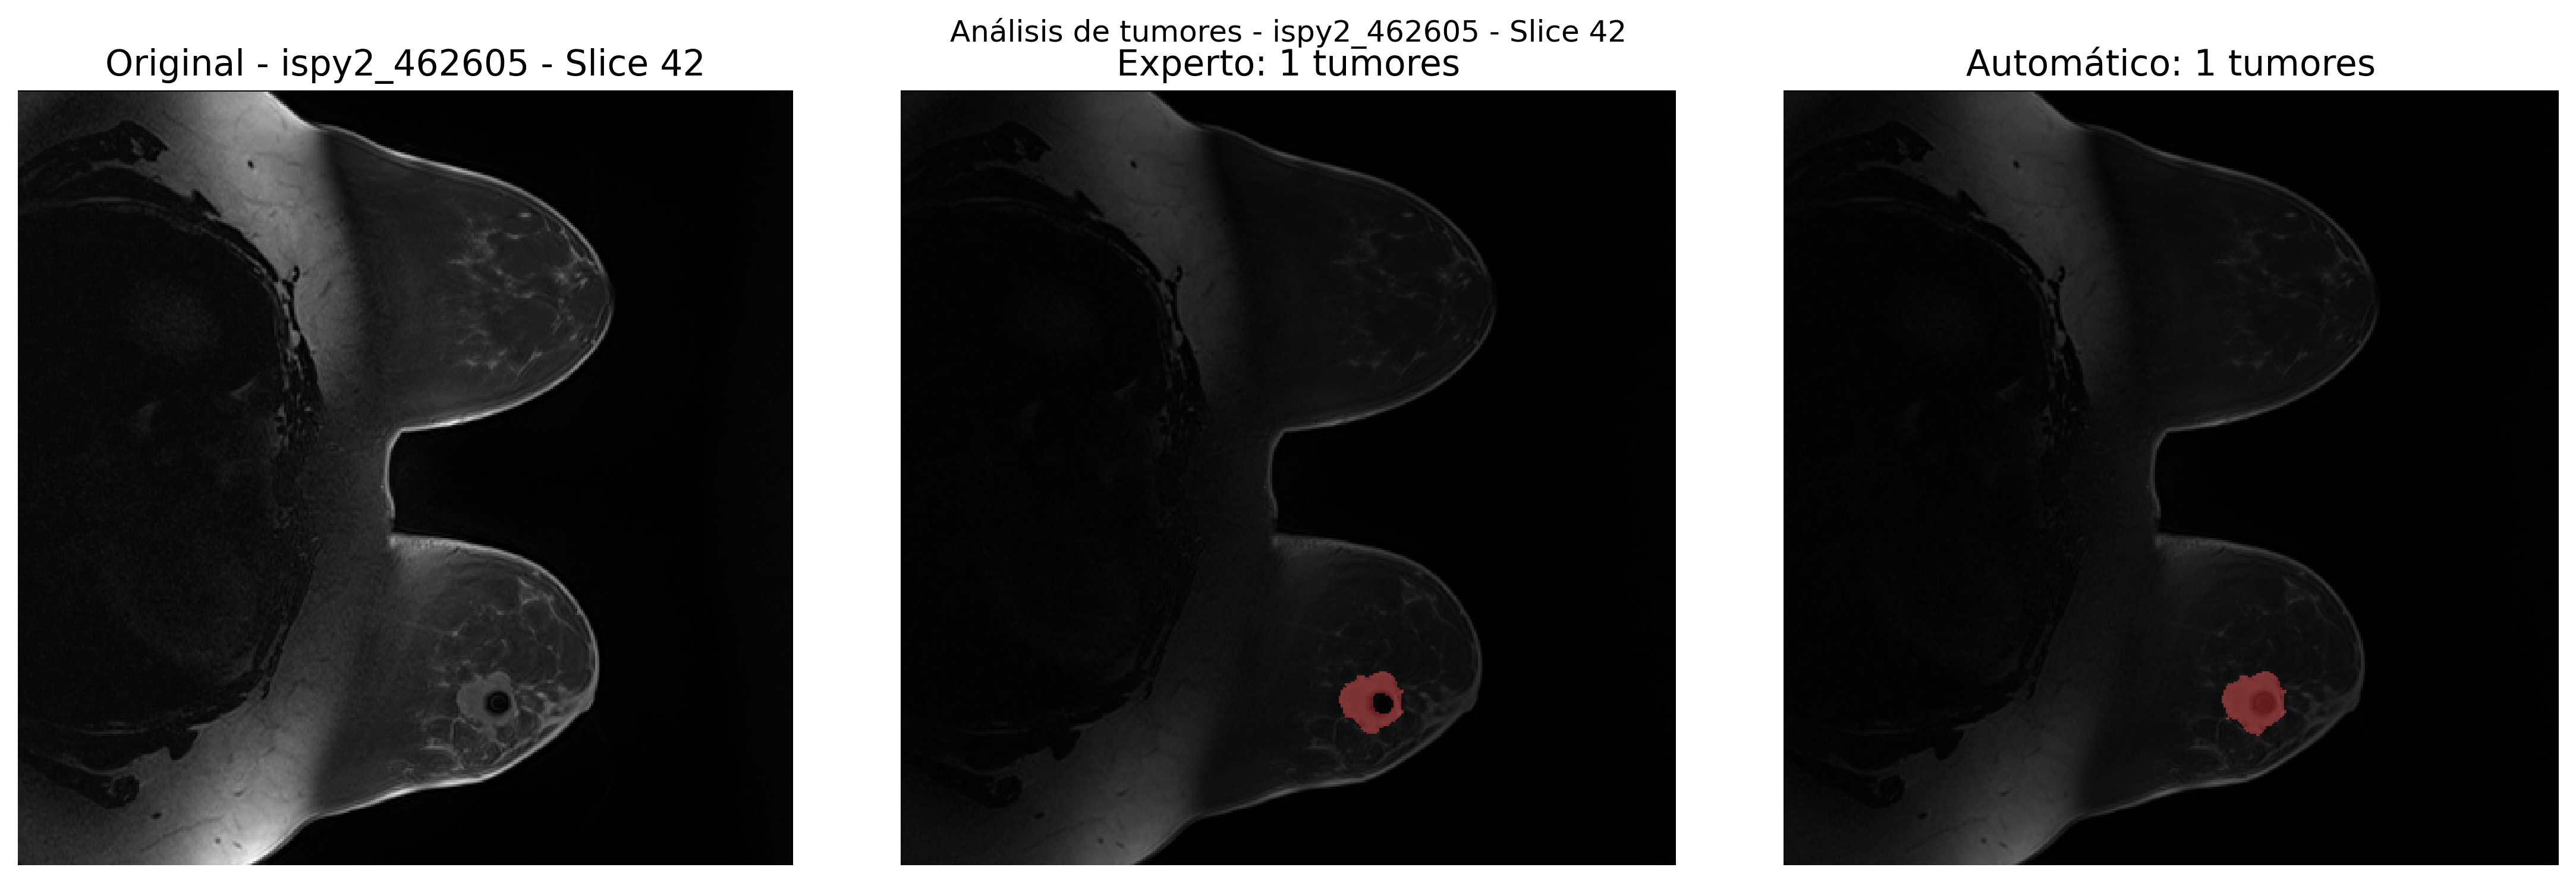 Análisis de tumores - ispy2_462605 - Slice 42
Original - ispy2_462605 - Slice 42
Experto: 1 tumores
Automático: 1 tumores